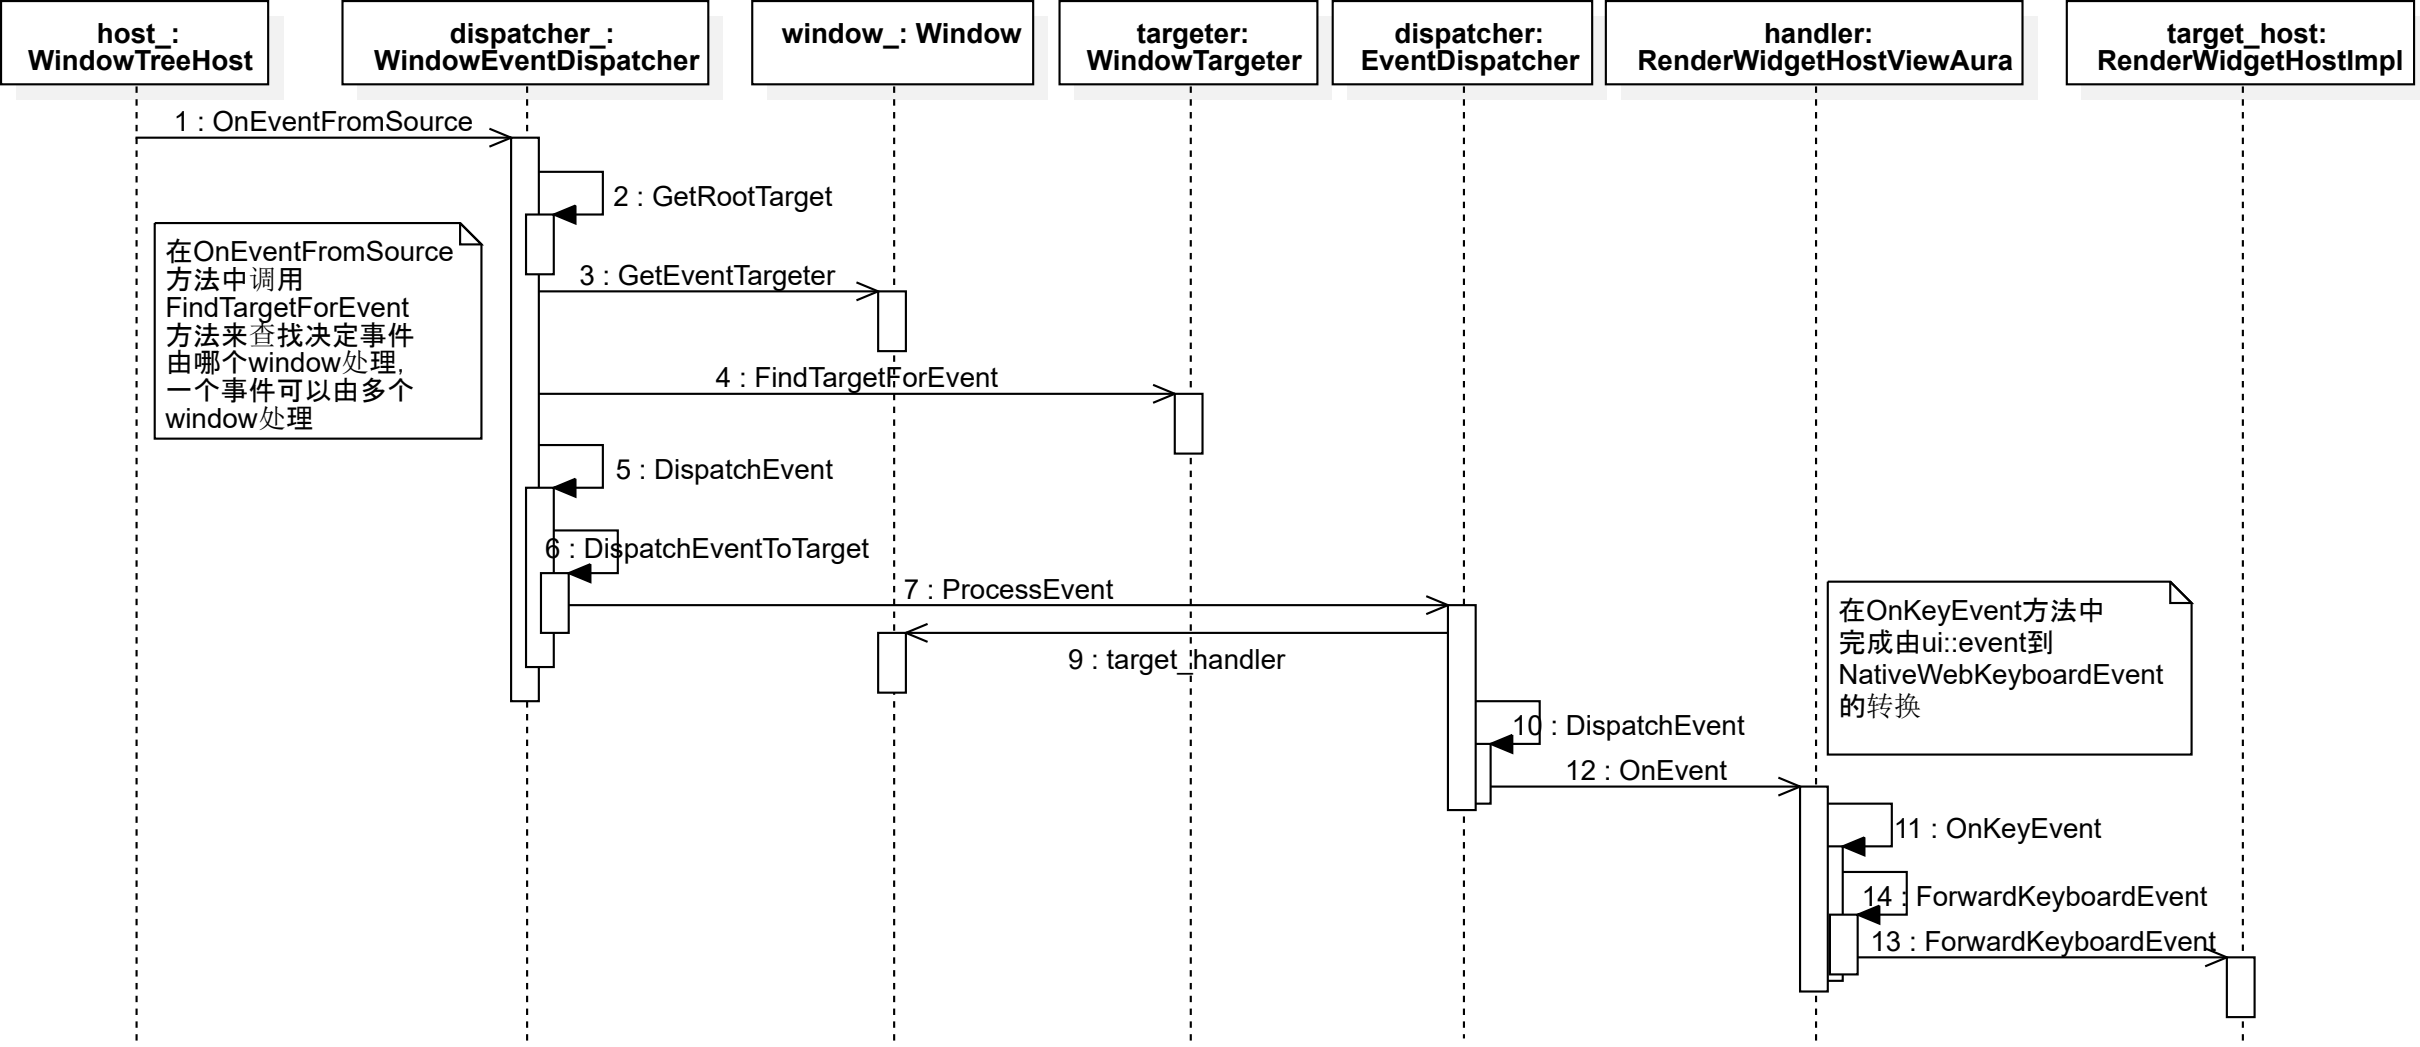 host_:
WindowTreeHost
dispatcher_:
WindowEventDispatcher
window_: Window
targeter:
WindowTargeter
dispatcher:
EventDispatcher
handler:
RenderWidgetHostViewAura
target_host:
RenderWidgetHostImpl
1 : OnEventFromSource
2 : GetRootTarget
在OnEventFromSource
方法中调用
FindTargetForEvent
方法来查找决定事件
由哪个window处理,
一个事件可以由多个
window处理
3 : GetEventTargeter
4 : FindTargetForEvent
5 : DispatchEvent
6 : DispatchEventToTarget
7 : ProcessEvent
9 : target_handler
在OnKeyEvent方法中
完成由ui::event到
NativeWebKeyboardEvent
的转换
10 : DispatchEvent
12 : OnEvent
11 : OnKeyEvent
14 : ForwardKeyboardEvent
13 : ForwardKeyboardEvent